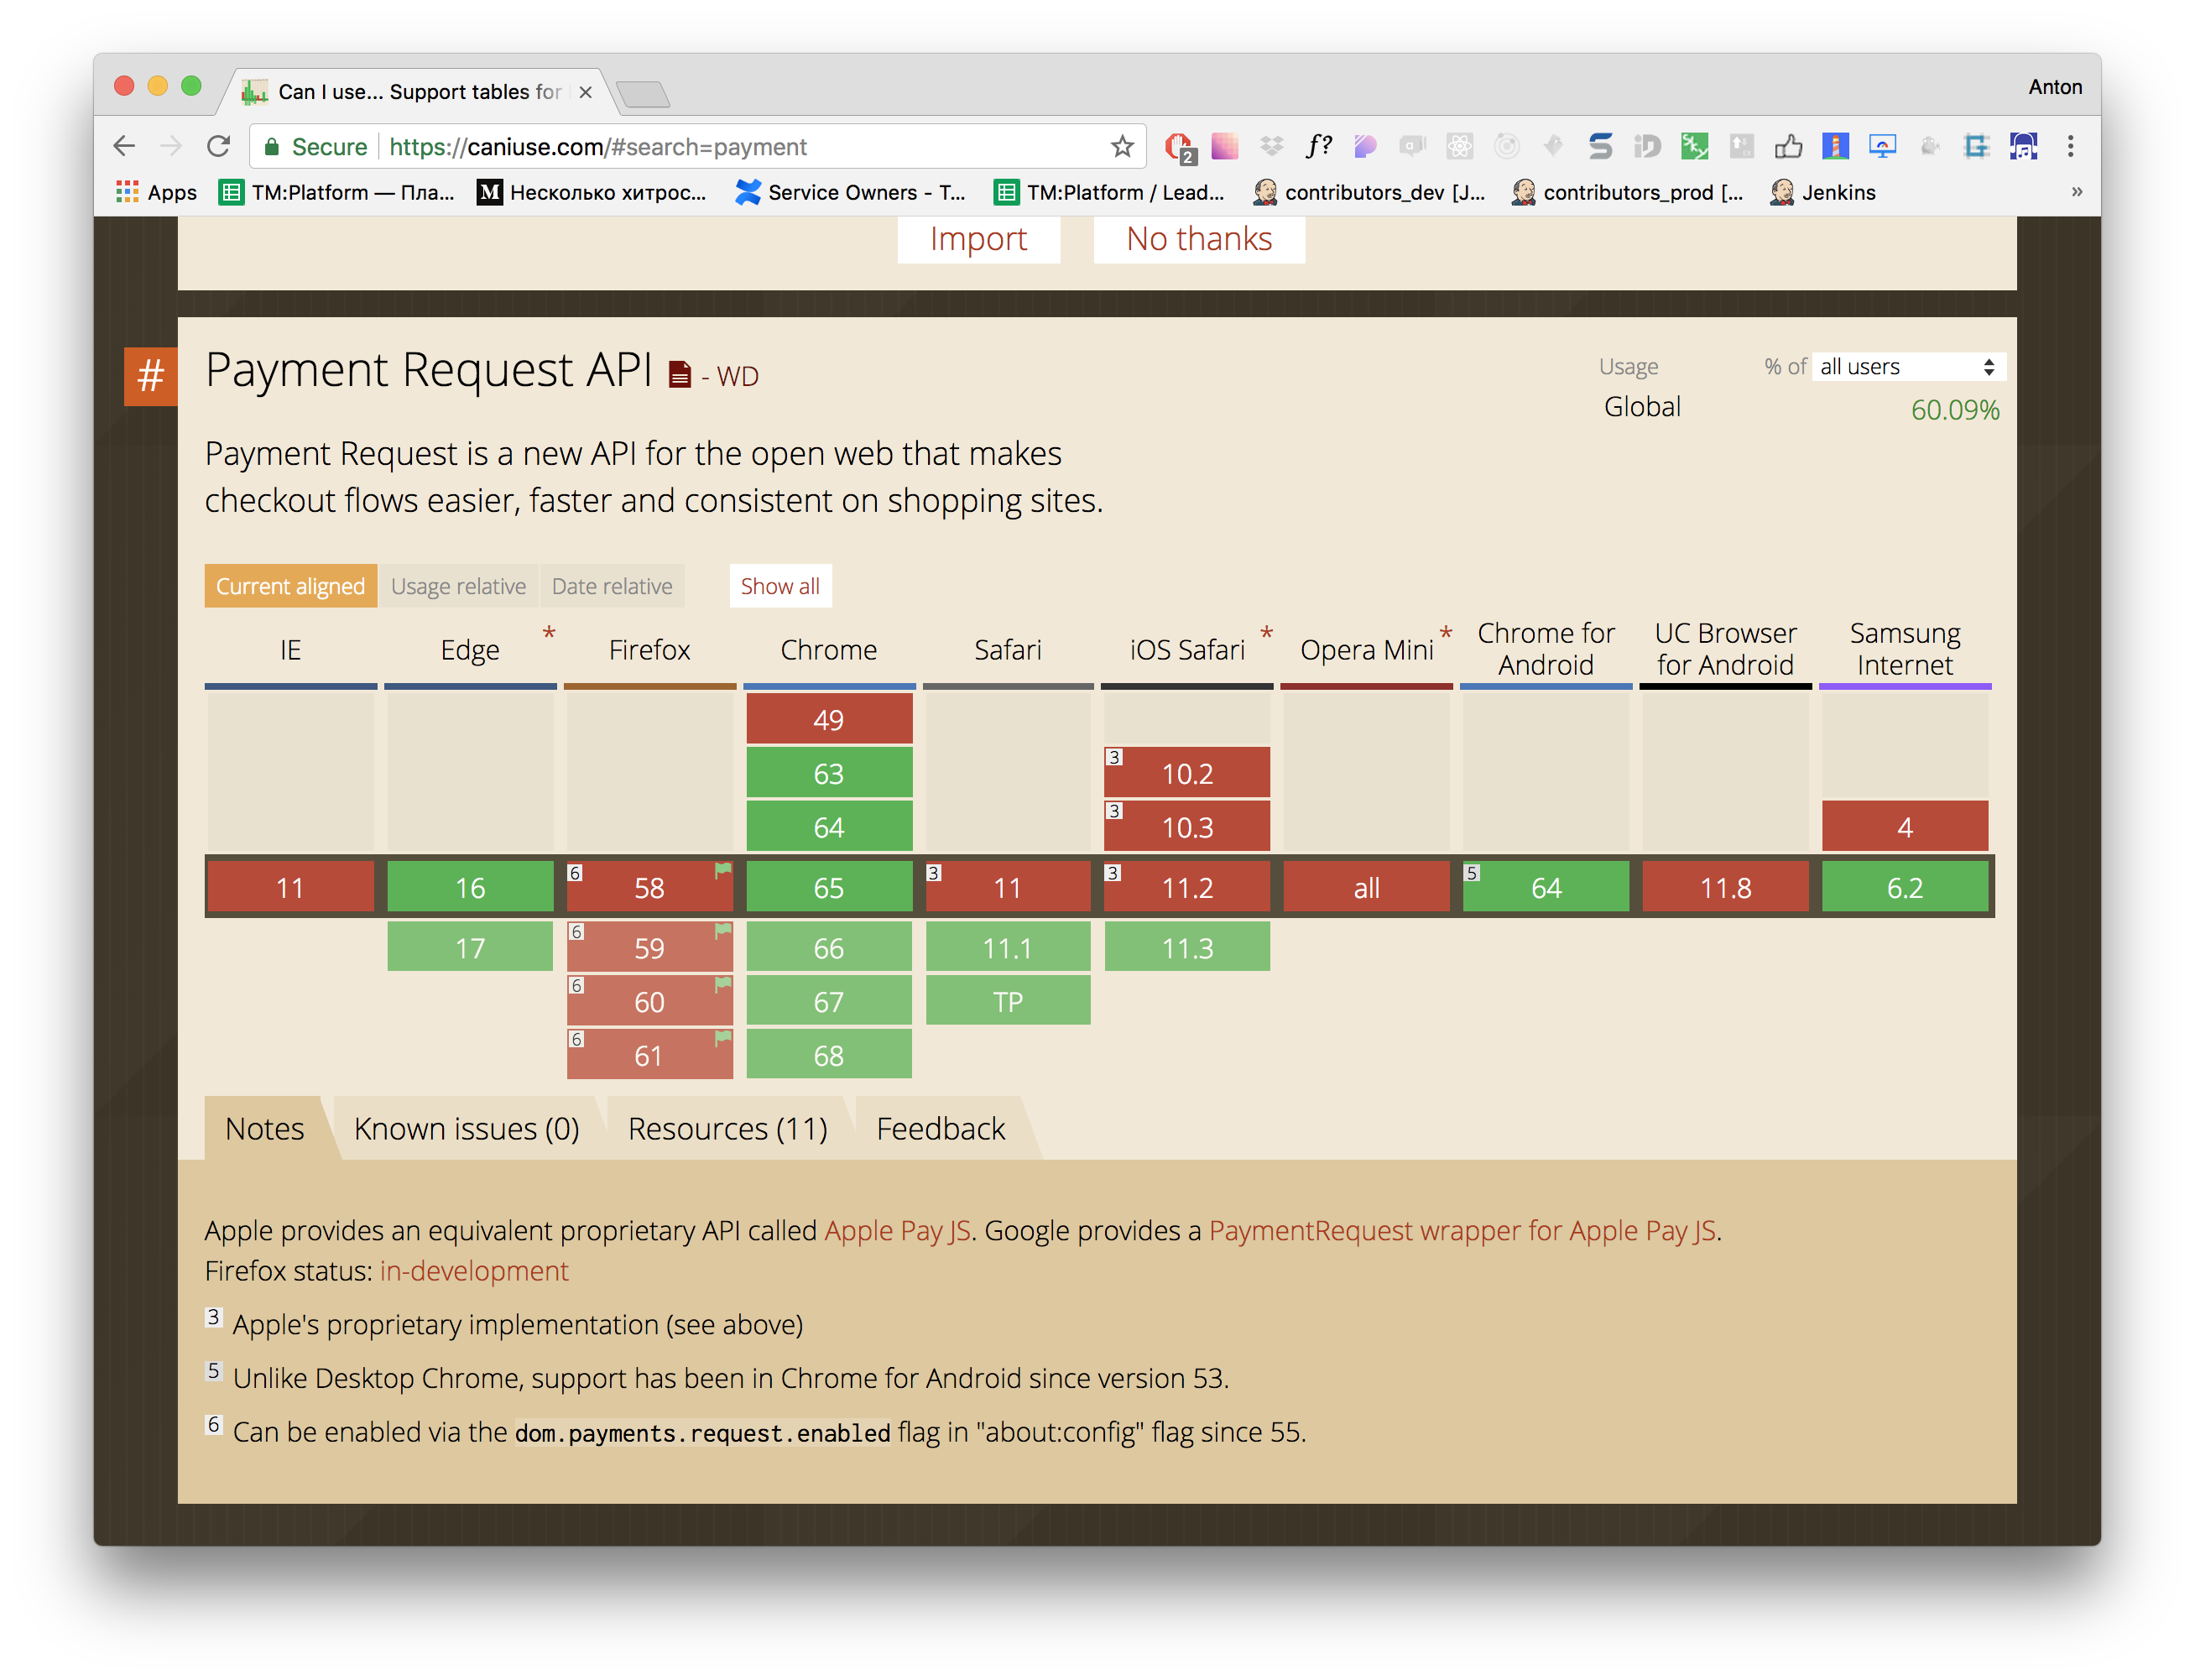 Can I use... Support tables for
Anton
Secure https://caniuse.com/#search=payment
2
f?
Apps TM:Platform — Пла... Несколько хитрос... Service Owners - T... TM:Platform / Lead... contributors_dev [J... contributors_prod [... Jenkins »
Import No thanks
# Payment Request API - WD
Usage % of all users
Global 60.09%
Payment Request is a new API for the open web that makes
checkout flows easier, faster and consistent on shopping sites.
Current aligned Usage relative Date relative Show all
IE Edge * Firefox Chrome Safari iOS Safari * Opera Mini * Chrome for Android UC Browser for Android Samsung Internet
49
63 3 10.2
64 3 10.3 4
11 16 6 58 65 3 11 3 11.2 all 5 64 11.8 6.2
17 6 59 66 11.1 11.3
6 60 67 TP
6 61 68
Notes Known issues (0) Resources (11) Feedback
Apple provides an equivalent proprietary API called Apple Pay JS. Google provides a PaymentRequest wrapper for Apple Pay JS.
Firefox status: in-development
3 Apple's proprietary implementation (see above)
5 Unlike Desktop Chrome, support has been in Chrome for Android since version 53.
6 Can be enabled via the dom.payments.request.enabled flag in "about:config" flag since 55.